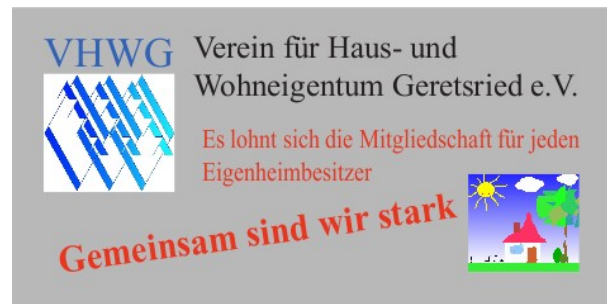 VHWG
Verein für Haus- und
Wohneigentum Geretsried e.V.
Es lohnt sich die Mitgliedschaft für jeden
Eigenheimbesitzer
Gemeinsam sind wir stark